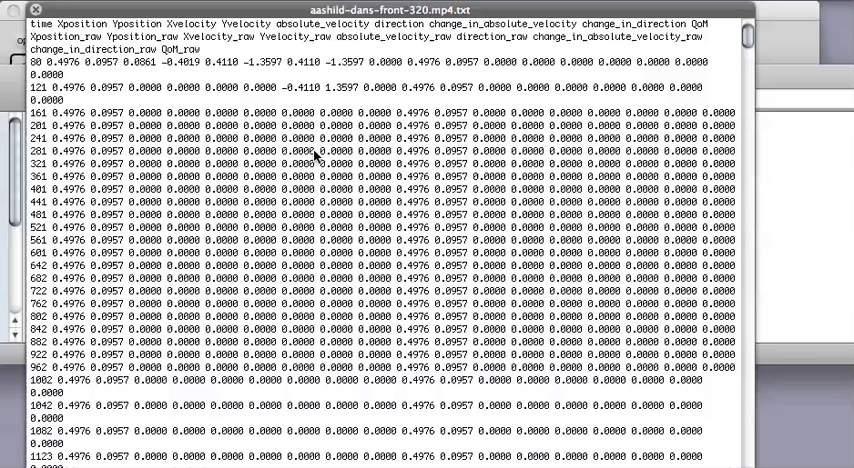 aashild-dans-front-320.mp4.txt
time Xposition Yposition Xvelocity Yvelocity absolute_velocity direction change_in_absolute_velocity change_in_direction QoM
Xposition_raw Yposition_raw Xvelocity_raw Yvelocity_raw absolute_velocity_raw direction_raw change_in_absolute_velocity_raw
change_in_direction_raw QoM_raw
80 0.4976 0.0957 0.0861 -0.4019 0.4110 -1.3597 0.4110 -1.3597 0.0000 0.4976 0.0957 0.0000 0.0000 0.0000 0.0000 0.0000 0.0000
0.0000
121 0.4976 0.0957 0.0000 0.0000 0.0000 0.0000 -0.4110 1.3597 0.0000 0.4976 0.0957 0.0000 0.0000 0.0000 0.0000 0.0000 0.0000
0.0000
161 0.4976 0.0957 0.0000 0.0000 0.0000 0.0000 0.0000 0.0000 0.0000 0.4976 0.0957 0.0000 0.0000 0.0000 0.0000 0.0000 0.0000 0.0000
201 0.4976 0.0957 0.0000 0.0000 0.0000 0.0000 0.0000 0.0000 0.0000 0.4976 0.0957 0.0000 0.0000 0.0000 0.0000 0.0000 0.0000 0.0000
241 0.4976 0.0957 0.0000 0.0000 0.0000 0.0000 0.0000 0.0000 0.0000 0.4976 0.0957 0.0000 0.0000 0.0000 0.0000 0.0000 0.0000 0.0000
281 0.4976 0.0957 0.0000 0.0000 0.0000 0.0000 0.0000 0.0000 0.0000 0.4976 0.0957 0.0000 0.0000 0.0000 0.0000 0.0000 0.0000 0.0000
321 0.4976 0.0957 0.0000 0.0000 0.0000 0.0000 0.0000 0.0000 0.0000 0.4976 0.0957 0.0000 0.0000 0.0000 0.0000 0.0000 0.0000 0.0000
361 0.4976 0.0957 0.0000 0.0000 0.0000 0.0000 0.0000 0.0000 0.0000 0.4976 0.0957 0.0000 0.0000 0.0000 0.0000 0.0000 0.0000 0.0000
401 0.4976 0.0957 0.0000 0.0000 0.0000 0.0000 0.0000 0.0000 0.0000 0.4976 0.0957 0.0000 0.0000 0.0000 0.0000 0.0000 0.0000 0.0000
441 0.4976 0.0957 0.0000 0.0000 0.0000 0.0000 0.0000 0.0000 0.0000 0.4976 0.0957 0.0000 0.0000 0.0000 0.0000 0.0000 0.0000 0.0000
481 0.4976 0.0957 0.0000 0.0000 0.0000 0.0000 0.0000 0.0000 0.0000 0.4976 0.0957 0.0000 0.0000 0.0000 0.0000 0.0000 0.0000 0.0000
521 0.4976 0.0957 0.0000 0.0000 0.0000 0.0000 0.0000 0.0000 0.0000 0.4976 0.0957 0.0000 0.0000 0.0000 0.0000 0.0000 0.0000 0.0000
561 0.4976 0.0957 0.0000 0.0000 0.0000 0.0000 0.0000 0.0000 0.0000 0.4976 0.0957 0.0000 0.0000 0.0000 0.0000 0.0000 0.0000 0.0000
601 0.4976 0.0957 0.0000 0.0000 0.0000 0.0000 0.0000 0.0000 0.0000 0.4976 0.0957 0.0000 0.0000 0.0000 0.0000 0.0000 0.0000 0.0000
642 0.4976 0.0957 0.0000 0.0000 0.0000 0.0000 0.0000 0.0000 0.0000 0.4976 0.0957 0.0000 0.0000 0.0000 0.0000 0.0000 0.0000 0.0000
682 0.4976 0.0957 0.0000 0.0000 0.0000 0.0000 0.0000 0.0000 0.0000 0.4976 0.0957 0.0000 0.0000 0.0000 0.0000 0.0000 0.0000 0.0000
722 0.4976 0.0957 0.0000 0.0000 0.0000 0.0000 0.0000 0.0000 0.0000 0.4976 0.0957 0.0000 0.0000 0.0000 0.0000 0.0000 0.0000 0.0000
762 0.4976 0.0957 0.0000 0.0000 0.0000 0.0000 0.0000 0.0000 0.0000 0.4976 0.0957 0.0000 0.0000 0.0000 0.0000 0.0000 0.0000 0.0000
802 0.4976 0.0957 0.0000 0.0000 0.0000 0.0000 0.0000 0.0000 0.0000 0.4976 0.0957 0.0000 0.0000 0.0000 0.0000 0.0000 0.0000 0.0000
842 0.4976 0.0957 0.0000 0.0000 0.0000 0.0000 0.0000 0.0000 0.0000 0.4976 0.0957 0.0000 0.0000 0.0000 0.0000 0.0000 0.0000 0.0000
882 0.4976 0.0957 0.0000 0.0000 0.0000 0.0000 0.0000 0.0000 0.0000 0.4976 0.0957 0.0000 0.0000 0.0000 0.0000 0.0000 0.0000 0.0000
922 0.4976 0.0957 0.0000 0.0000 0.0000 0.0000 0.0000 0.0000 0.0000 0.4976 0.0957 0.0000 0.0000 0.0000 0.0000 0.0000 0.0000 0.0000
962 0.4976 0.0957 0.0000 0.0000 0.0000 0.0000 0.0000 0.0000 0.0000 0.4976 0.0957 0.0000 0.0000 0.0000 0.0000 0.0000 0.0000 0.0000
1002 0.4976 0.0957 0.0000 0.0000 0.0000 0.0000 0.0000 0.0000 0.0000 0.4976 0.0957 0.0000 0.0000 0.0000 0.0000 0.0000 0.0000
0.0000
1042 0.4976 0.0957 0.0000 0.0000 0.0000 0.0000 0.0000 0.0000 0.0000 0.4976 0.0957 0.0000 0.0000 0.0000 0.0000 0.0000 0.0000
0.0000
1082 0.4976 0.0957 0.0000 0.0000 0.0000 0.0000 0.0000 0.0000 0.0000 0.4976 0.0957 0.0000 0.0000 0.0000 0.0000 0.0000 0.0000
0.0000
1123 0.4976 0.0957 0.0000 0.0000 0.0000 0.0000 0.0000 0.0000 0.0000 0.4976 0.0957 0.0000 0.0000 0.0000 0.0000 0.0000 0.0000